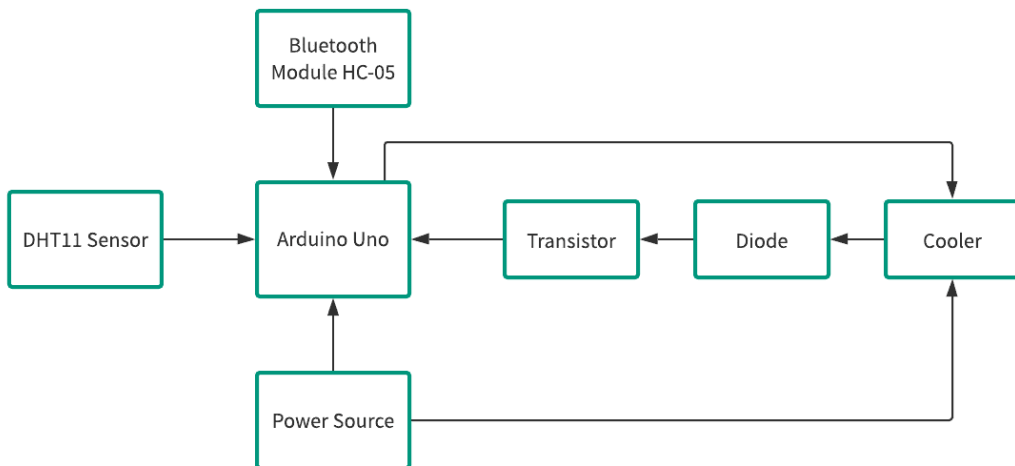 Bluetooth
Module HC-05
DHT11 Sensor
Arduino Uno
Transistor
Diode
Cooler
Power Source